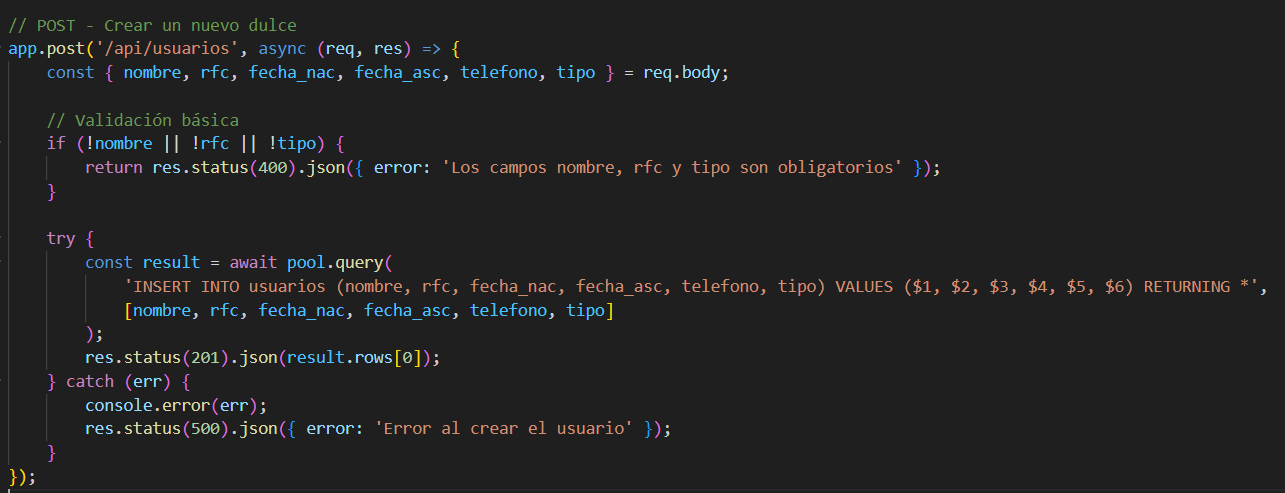 // POST - Crear un nuevo dulce
app.post('/api/usuarios', async (req, res) => {
    const { nombre, rfc, fecha_nac, fecha_asc, telefono, tipo } = req.body;

    // Validación básica
    if (!nombre || !rfc || !tipo) {
        return res.status(400).json({ error: 'Los campos nombre, rfc y tipo son obligatorios' });
    }

    try {
        const result = await pool.query(
            'INSERT INTO usuarios (nombre, rfc, fecha_nac, fecha_asc, telefono, tipo) VALUES ($1, $2, $3, $4, $5, $6) RETURNING *',
            [nombre, rfc, fecha_nac, fecha_asc, telefono, tipo]
        );
        res.status(201).json(result.rows[0]);
    } catch (err) {
        console.error(err);
        res.status(500).json({ error: 'Error al crear el usuario' });
    }
});